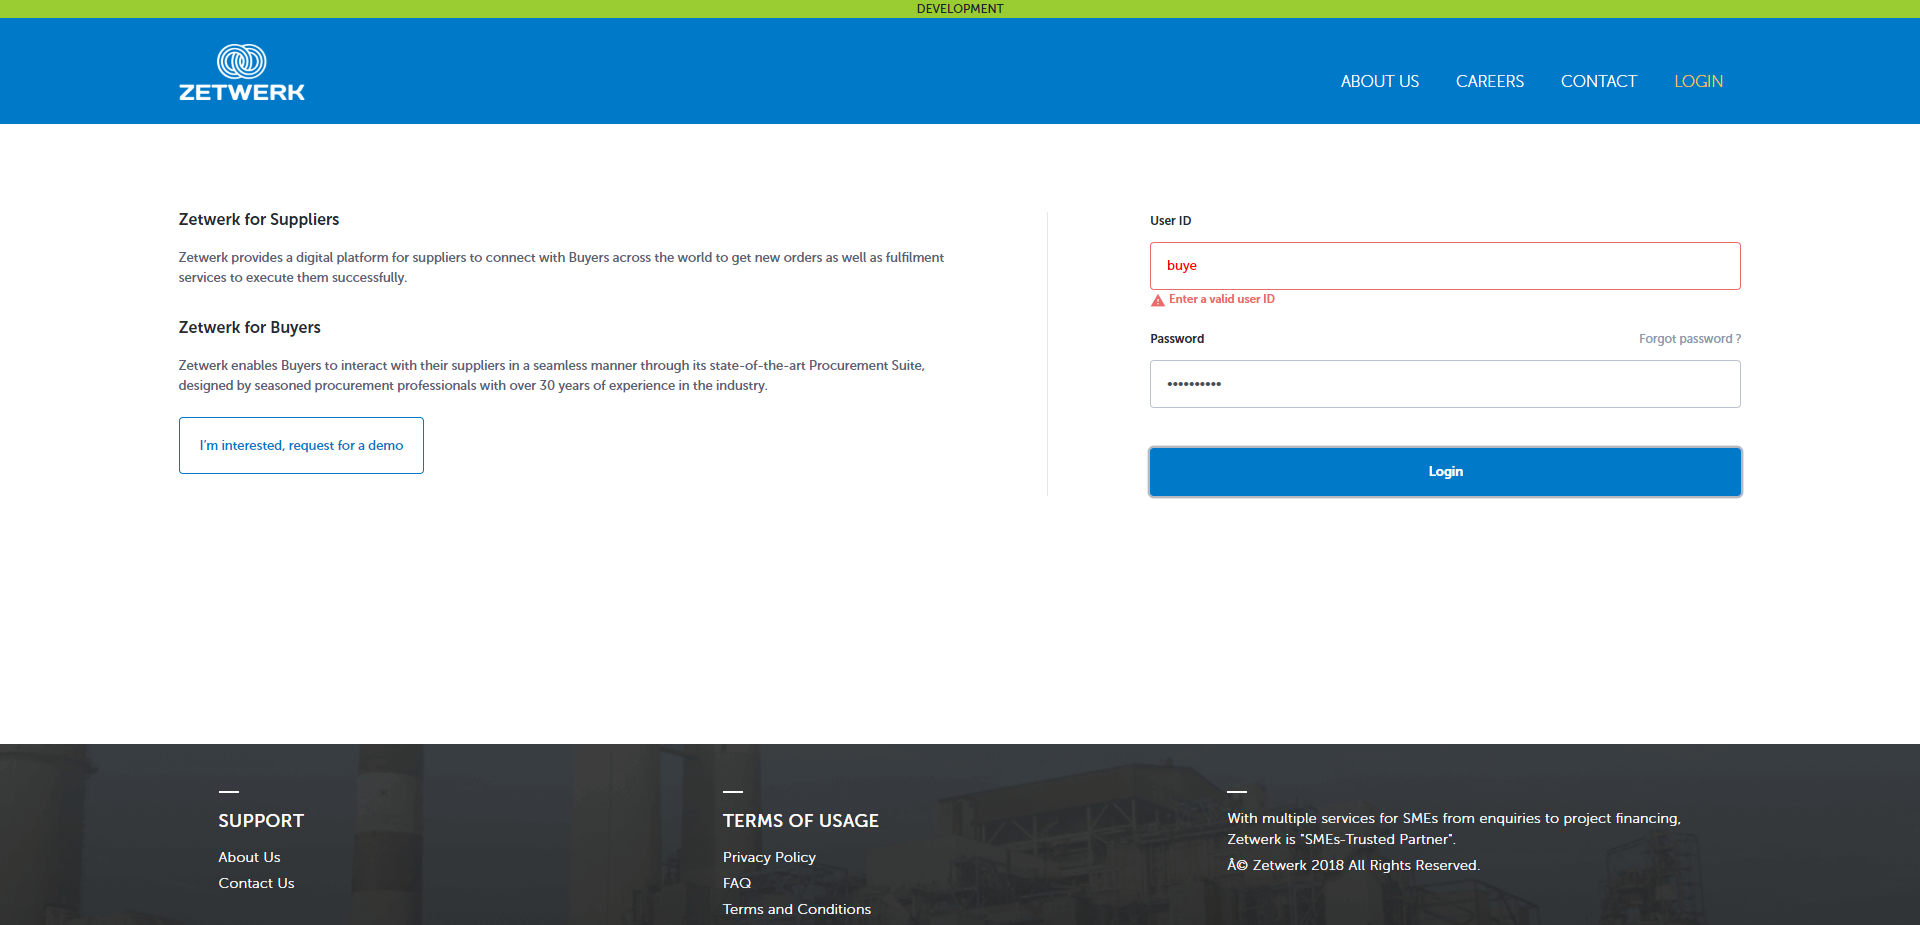 DEVELOPMENT
ZETWERK
ABOUT US
CAREERS
CONTACT
LOGIN
Zetwerk for Suppliers
Zetwerk provides a digital platform for suppliers to connect with Buyers across the world to get new orders as well as fulfilment
services to execute them successfully.
Zetwerk for Buyers
Zetwerk enables Buyers to interact with their suppliers in a seamless manner through its state-of-the-art Procurement Suite,
designed by seasoned procurement professionals with over 30 years of experience in the industry.
I'm interested, request for a demo
User ID
buye
Enter a valid user ID
Password
Forgot password ?
••••••••••
Login
SUPPORT
About Us
Contact Us
TERMS OF USAGE
Privacy Policy
FAQ
Terms and Conditions
With multiple services for SMEs from enquiries to project financing,
Zetwerk is "SMEs-Trusted Partner".
Â© Zetwerk 2018 All Rights Reserved.